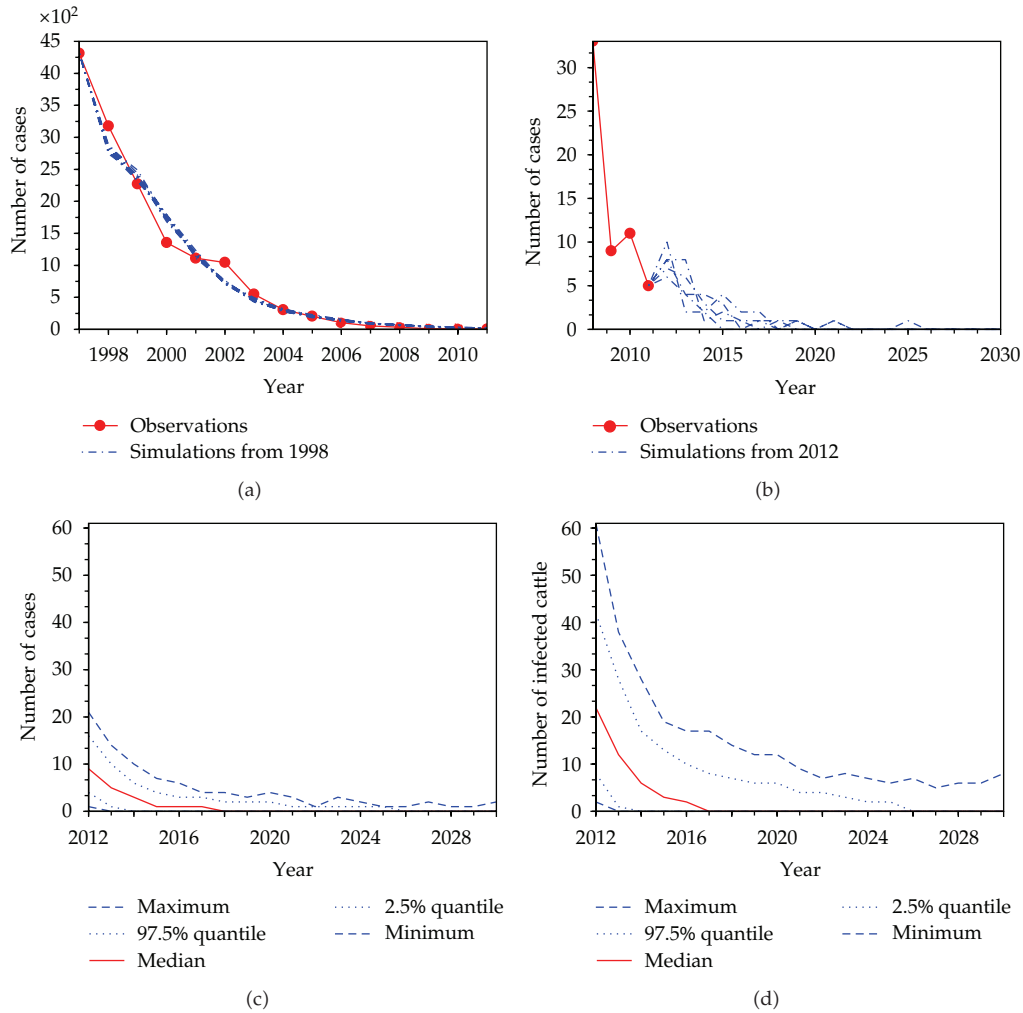 ×10²
45
40
35
30
25
20
15
10
5
0
Number of cases
1998 2000 2002 2004 2006 2008 2010
Year
Observations
Simulations from 1998
(a)
30
25
20
15
10
5
0
Number of cases
2010 2015 2020 2025 2030
Year
Observations
Simulations from 2012
(b)
60
50
40
30
20
10
0
Number of cases
2012 2016 2020 2024 2028
Year
Maximum 2.5% quantile
97.5% quantile Minimum
Median
(c)
60
50
40
30
20
10
0
Number of infected cattle
2012 2016 2020 2024 2028
Year
Maximum 2.5% quantile
97.5% quantile Minimum
Median
(d)